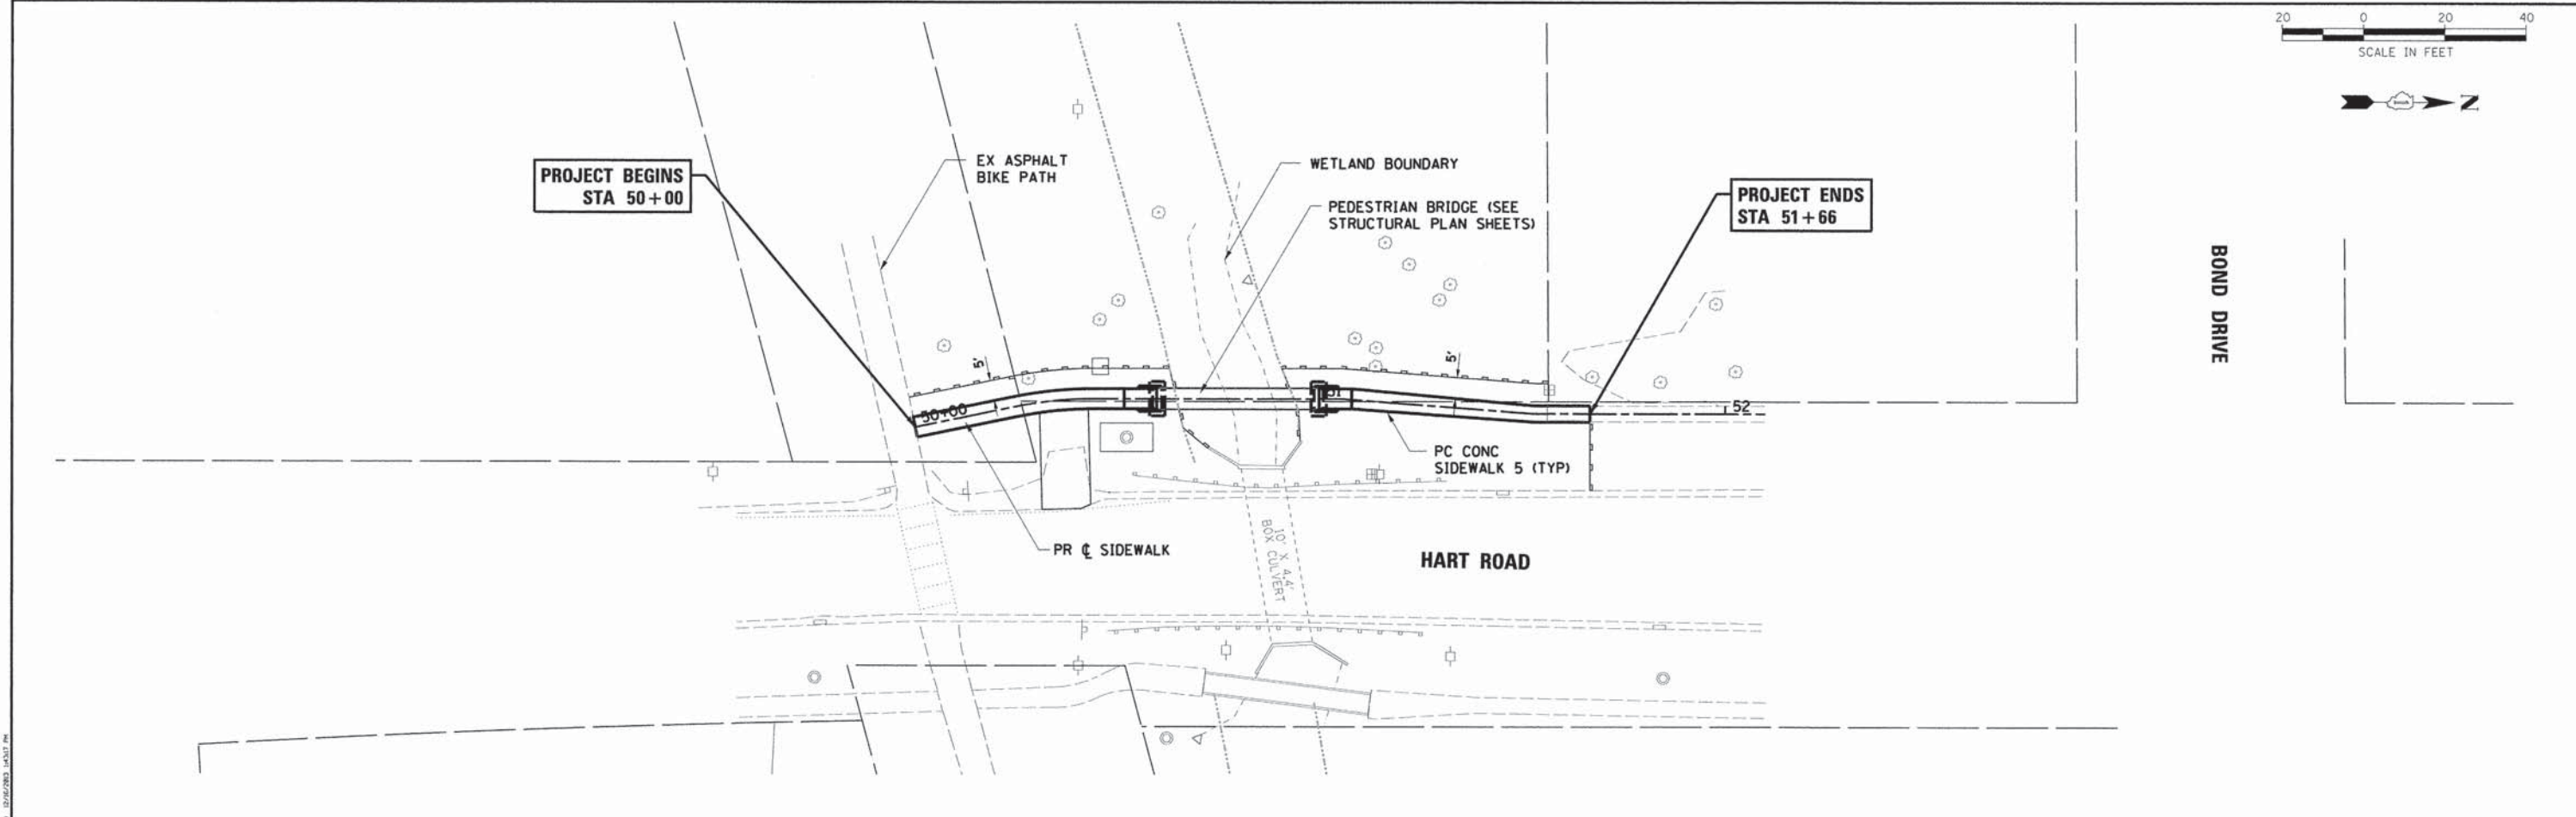 20 0 20 40
SCALE IN FEET
N
EX ASPHALT
BIKE PATH
WETLAND BOUNDARY
PROJECT BEGINS
STA 50+00
PEDESTRIAN BRIDGE (SEE
STRUCTURAL PLAN SHEETS)
PROJECT ENDS
STA 51+66
BOND DRIVE
5'
5'
50+00
51
52
PC CONC
SIDEWALK 5 (TYP)
PR ℄ SIDEWALK
10' X 4.4'
BOX CULVERT
HART ROAD